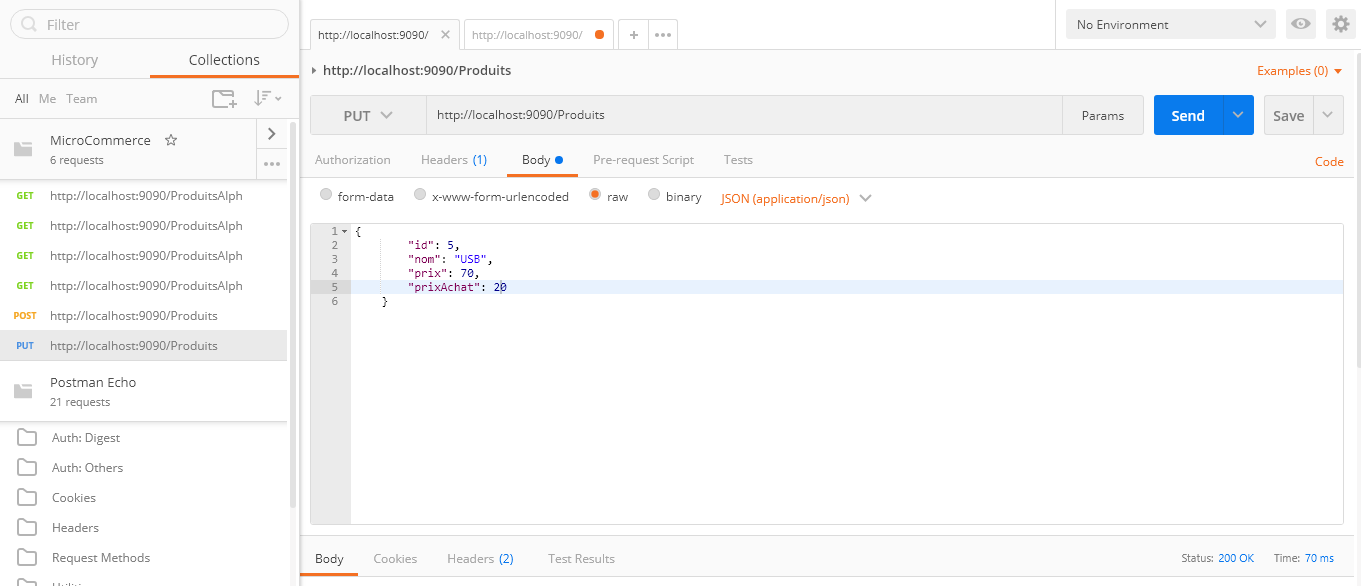 Filter
History Collections
All Me Team
MicroCommerce
6 requests
GET http://localhost:9090/ProduitsAlph
GET http://localhost:9090/ProduitsAlph
GET http://localhost:9090/ProduitsAlph
GET http://localhost:9090/ProduitsAlph
POST http://localhost:9090/Produits
PUT http://localhost:9090/Produits
Postman Echo
21 requests
Auth: Digest
Auth: Others
Cookies
Headers
Request Methods
http://localhost:9090/ http://localhost:9090/ No Environment
http://localhost:9090/Produits Examples (0)
PUT http://localhost:9090/Produits Params Send Save
Authorization Headers (1) Body Pre-request Script Tests Code
form-data x-www-form-urlencoded raw binary JSON (application/json)
1 {
2 "id": 5,
3 "nom": "USB",
4 "prix": 70,
5 "prixAchat": 20
6 }
Body Cookies Headers (2) Test Results Status: 200 OK Time: 70 ms